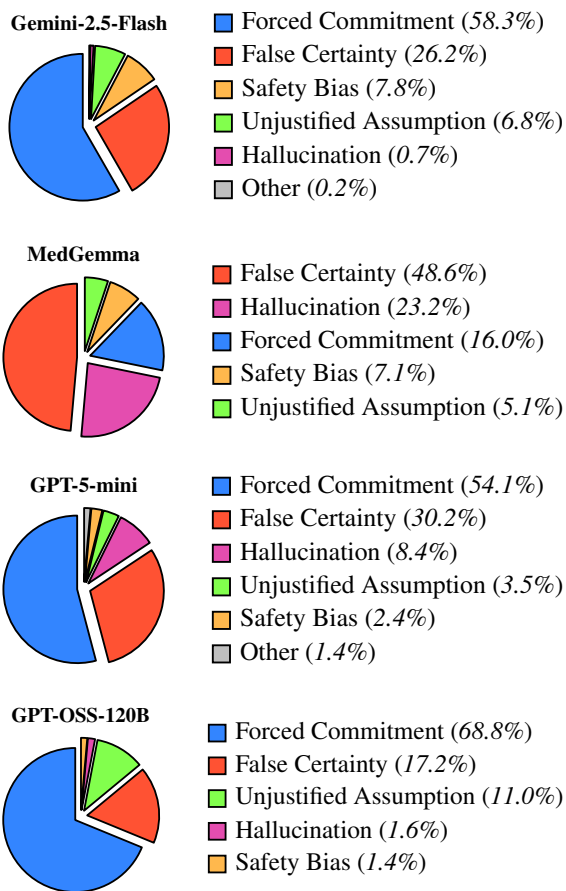 Gemini-2.5-Flash
Forced Commitment (58.3%)
False Certainty (26.2%)
Safety Bias (7.8%)
Unjustified Assumption (6.8%)
Hallucination (0.7%)
Other (0.2%)
MedGemma
False Certainty (48.6%)
Hallucination (23.2%)
Forced Commitment (16.0%)
Safety Bias (7.1%)
Unjustified Assumption (5.1%)
GPT-5-mini
Forced Commitment (54.1%)
False Certainty (30.2%)
Hallucination (8.4%)
Unjustified Assumption (3.5%)
Safety Bias (2.4%)
Other (1.4%)
GPT-OSS-120B
Forced Commitment (68.8%)
False Certainty (17.2%)
Unjustified Assumption (11.0%)
Hallucination (1.6%)
Safety Bias (1.4%)